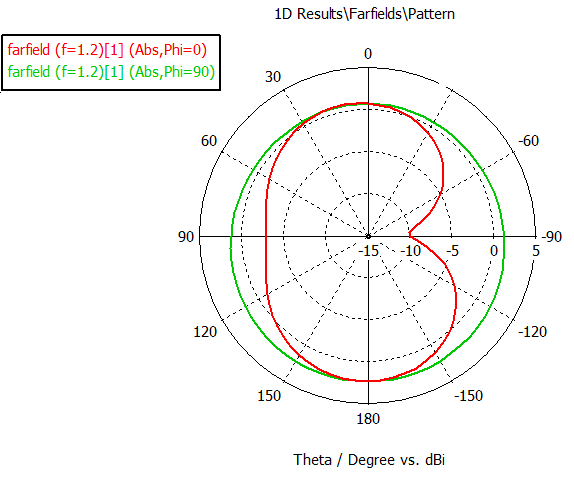 1D Results\Farfields\Pattern
farfield (f=1.2)[1] (Abs,Phi=0)
farfield (f=1.2)[1] (Abs,Phi=90)
0
30
60
-60
90
-15 -10 -5 0 5
-90
120
-120
150
-150
180
Theta / Degree vs. dBi